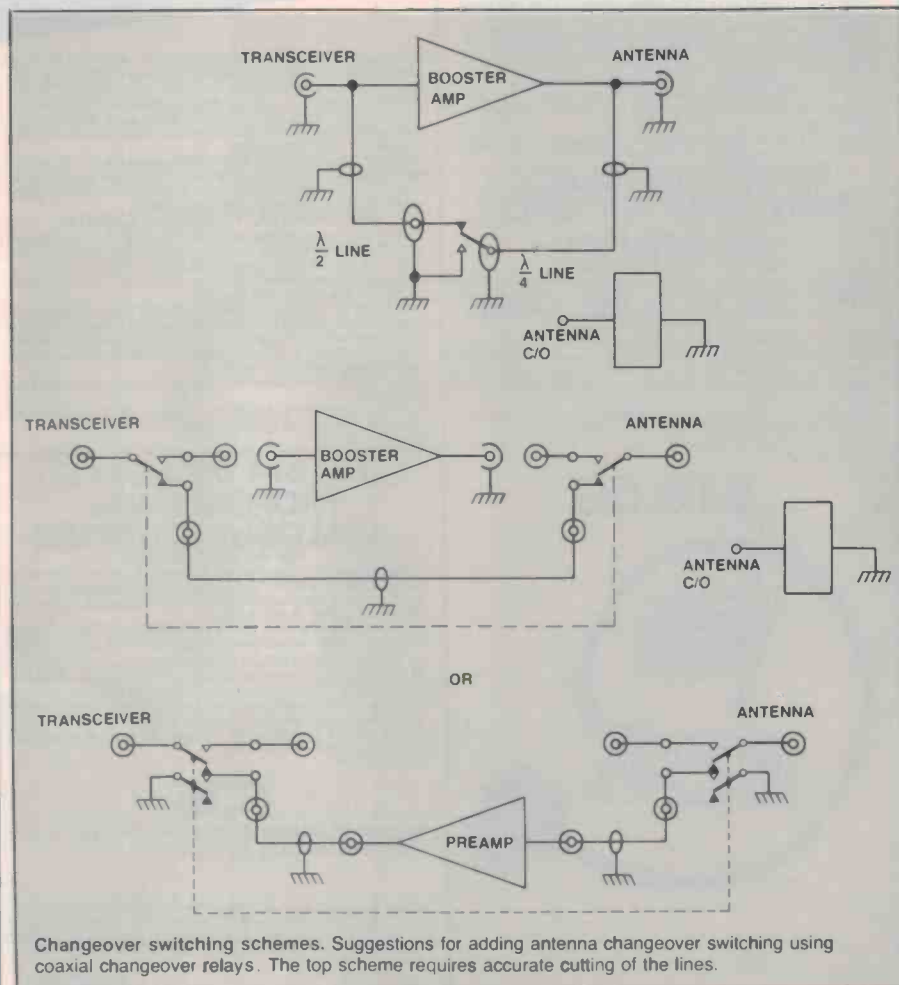 TRANSCEIVER
ANTENNA
BOOSTER
AMP
λ/2 LINE
λ/4 LINE
ANTENNA
C/O
TRANSCEIVER
ANTENNA
BOOSTER
AMP
ANTENNA
C/O
OR
TRANSCEIVER
ANTENNA
PREAMP
Changeover switching schemes. Suggestions for adding antenna changeover switching using
coaxial changeover relays. The top scheme requires accurate cutting of the lines.